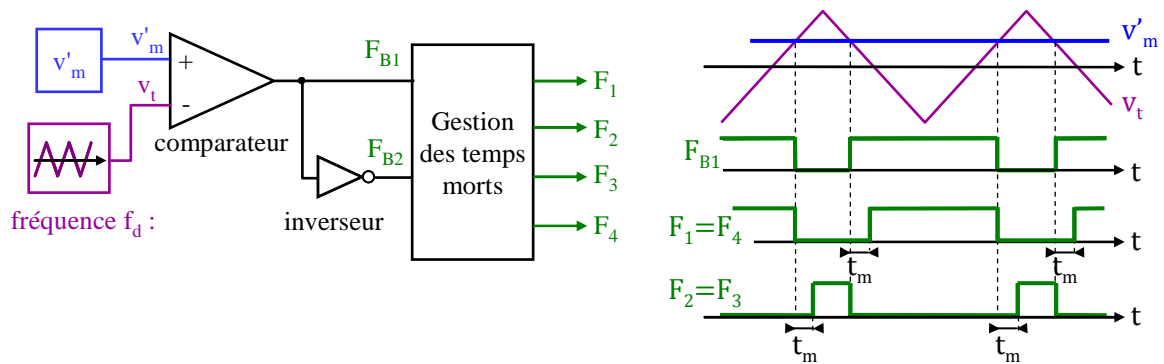 v'm
v'm
+
vt
-
comparateur
fréquence fd :
FB1
FB2
inverseur
Gestion
des temps
morts
F1
F2
F3
F4
v'm
t
vt
FB1
t
F1=F4
t
tm
tm
F2=F3
t
tm
tm